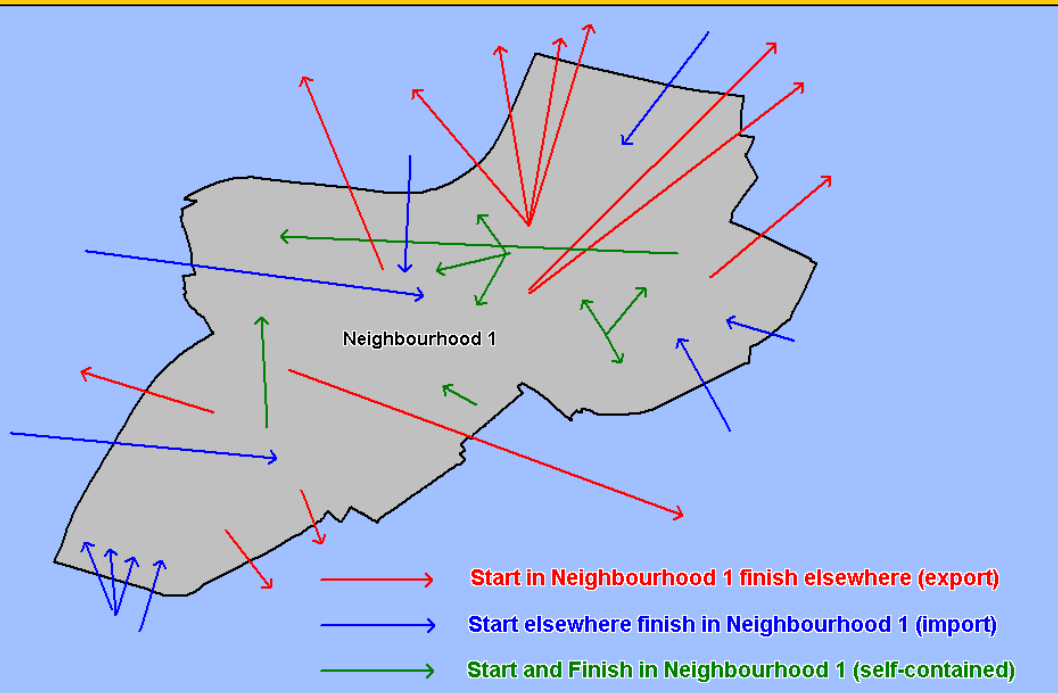 Neighbourhood 1
Start in Neighbourhood 1 finish elsewhere (export)
Start elsewhere finish in Neighbourhood 1 (import)
Start and Finish in Neighbourhood 1 (self-contained)